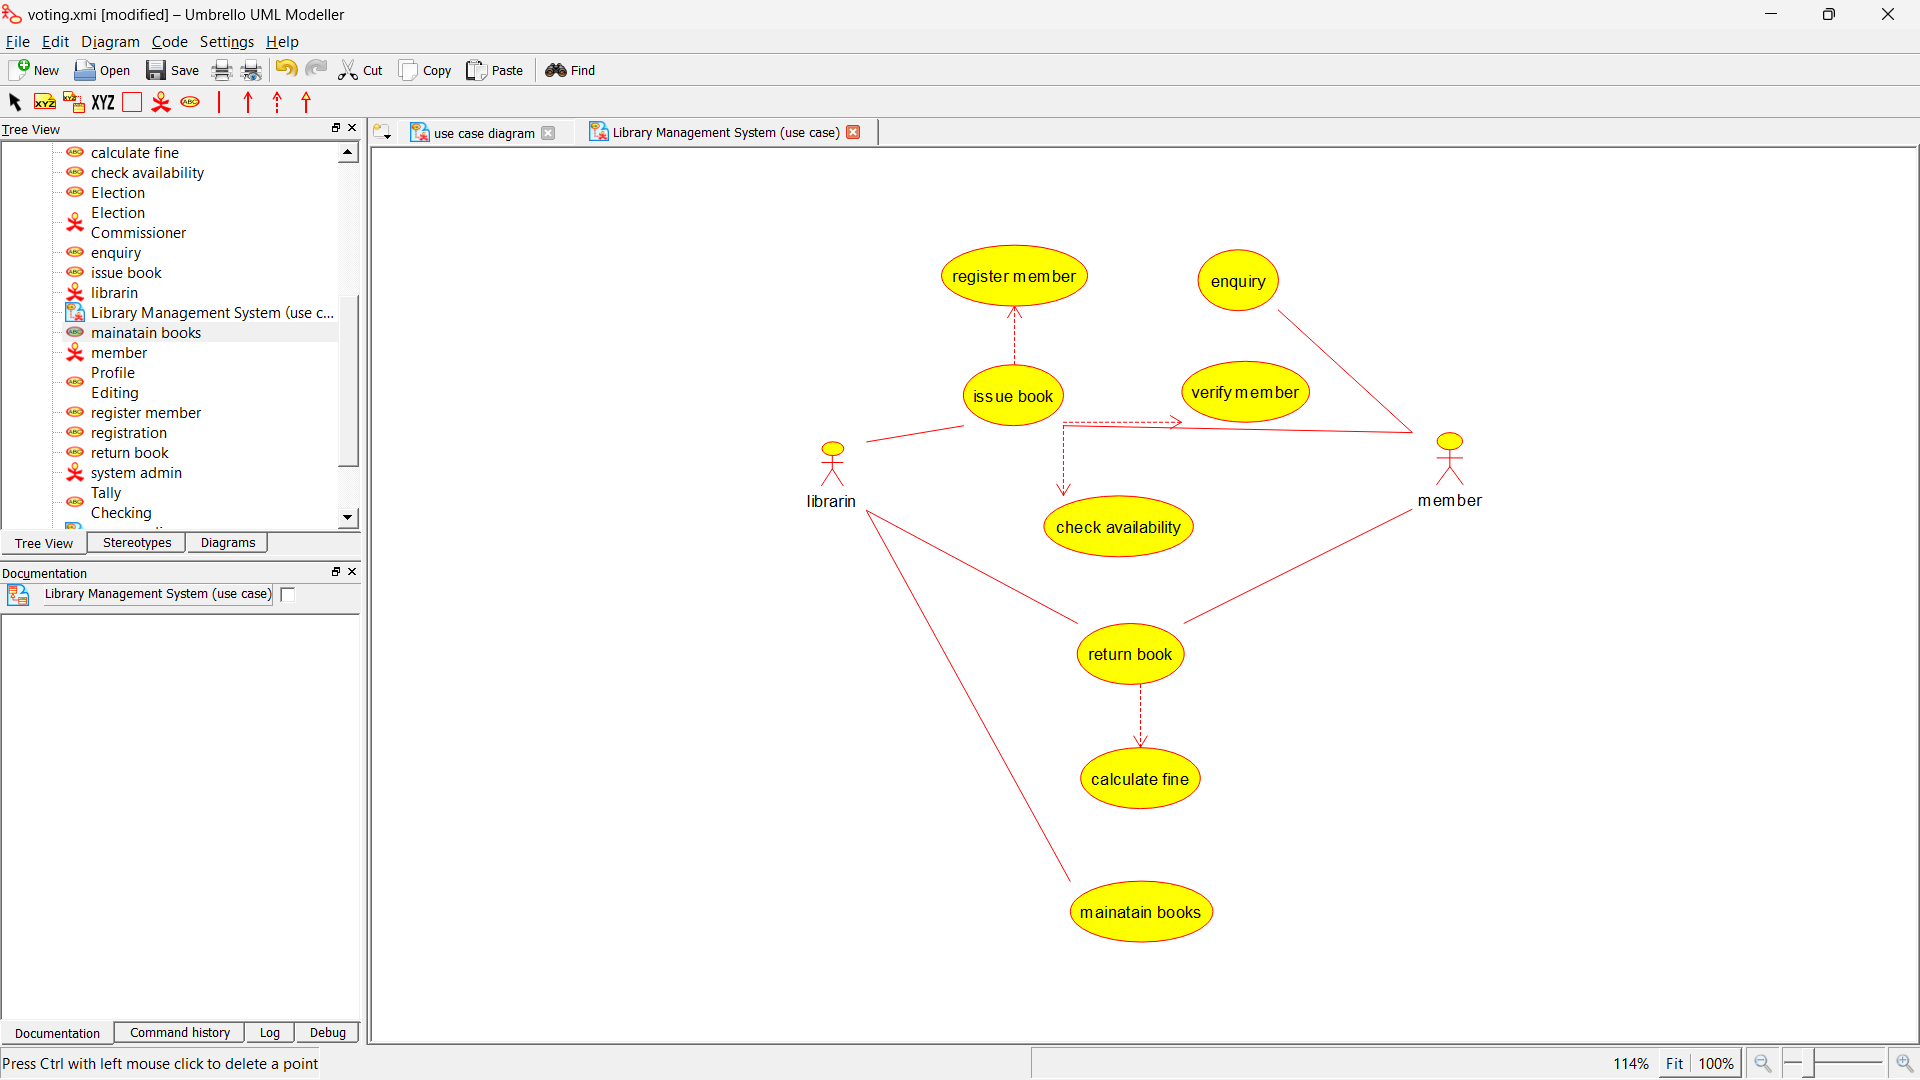 voting.xmi [modified] – Umbrello UML Modeller
File Edit Diagram Code Settings Help
New Open Save Cut Copy Paste Find
XYZ XYZ XYZ ABC
Tree View
use case diagram
Library Management System (use case)
calculate fine
check availability
Election
Election
Commissioner
enquiry
issue book
librarin
Library Management System (use c...
mainatain books
member
Profile
Editing
register member
registration
return book
system admin
Tally
Checking
Tree View Stereotypes Diagrams
Documentation
Library Management System (use case)
Documentation Command history Log Debug
register member
enquiry
issue book
verify member
librarin
member
check availability
return book
calculate fine
mainatain books
Press Ctrl with left mouse click to delete a point
114% Fit 100%